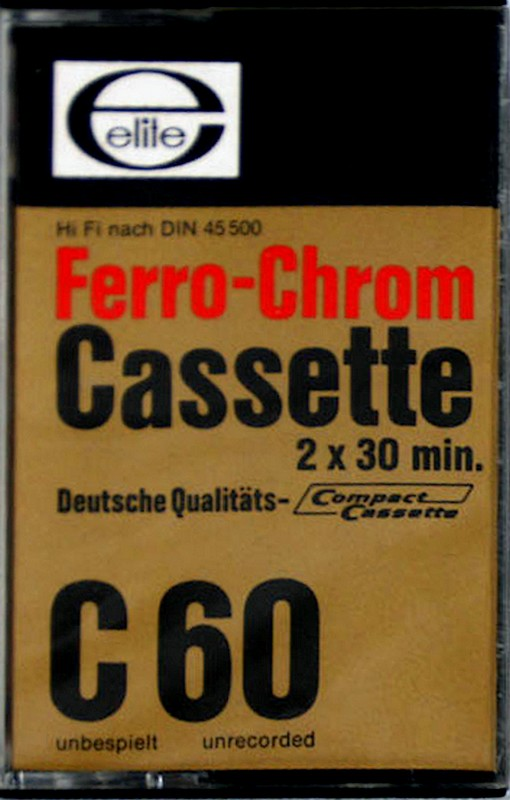 elite
Hi Fi nach DIN 45 500
Ferro-Chrom
Cassette
2 x 30 min.
Deutsche Qualitäts- Compact Cassette
C 60
unbespielt unrecorded